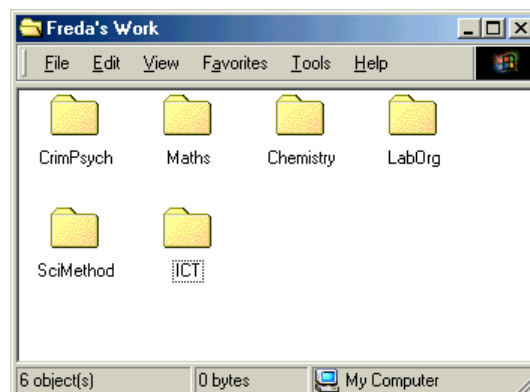 Freda's Work
File Edit View Favorites Tools Help
CrimPsych Maths Chemistry LabOrg
SciMethod ICT
6 object(s) 0 bytes My Computer